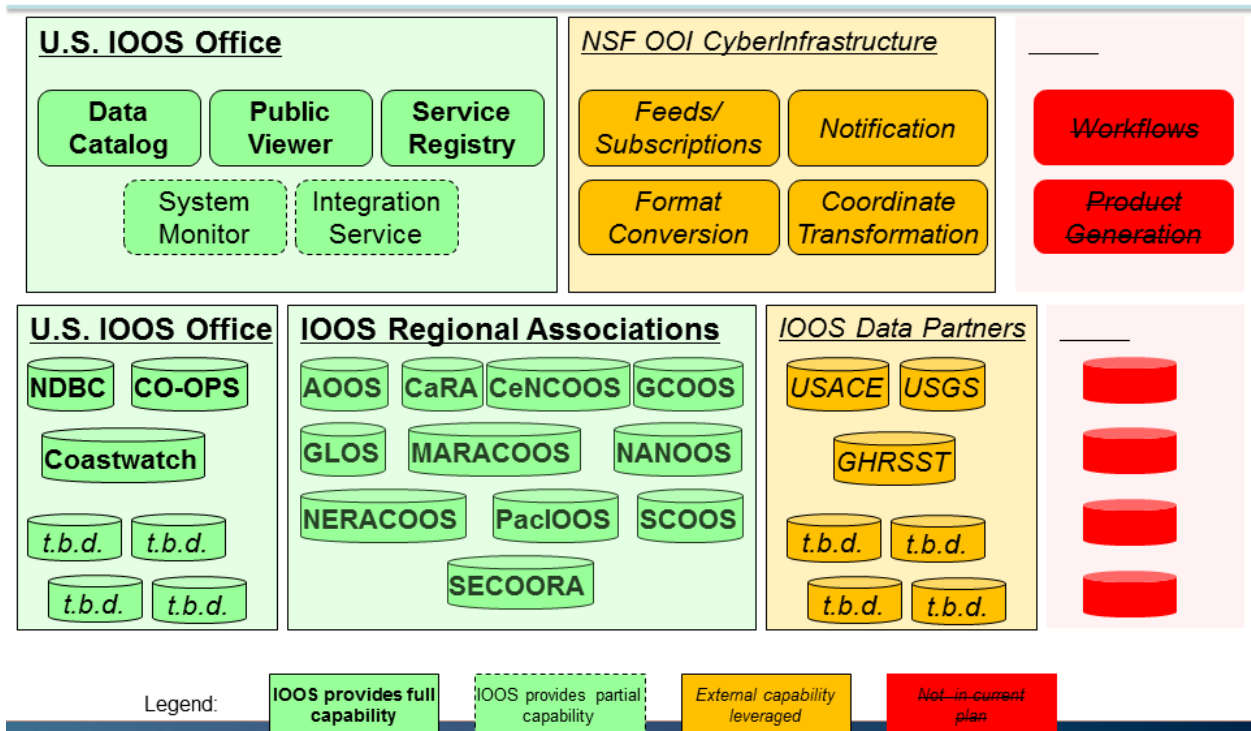 U.S. IOOS Office
Data
Catalog
Public
Viewer
Service
Registry
System
Monitor
Integration
Service
NSF OOI CyberInfrastructure
Feeds/
Subscriptions
Notification
Format
Conversion
Coordinate
Transformation
Workflows
Product
Generation
U.S. IOOS Office
NDBC
CO-OPS
Coastwatch
t.b.d.
t.b.d.
t.b.d.
t.b.d.
IOOS Regional Associations
AOOS
CaRA
CeNCOOS
GCOOS
GLOS
MARACOOS
NANOOS
NERACOOS
PacIOOS
SCOOS
SECOORA
IOOS Data Partners
USACE
USGS
GHRSST
t.b.d.
t.b.d.
t.b.d.
t.b.d.
Legend:
IOOS provides full
capability
IOOS provides partial
capability
External capability
leveraged
Not in current
plan